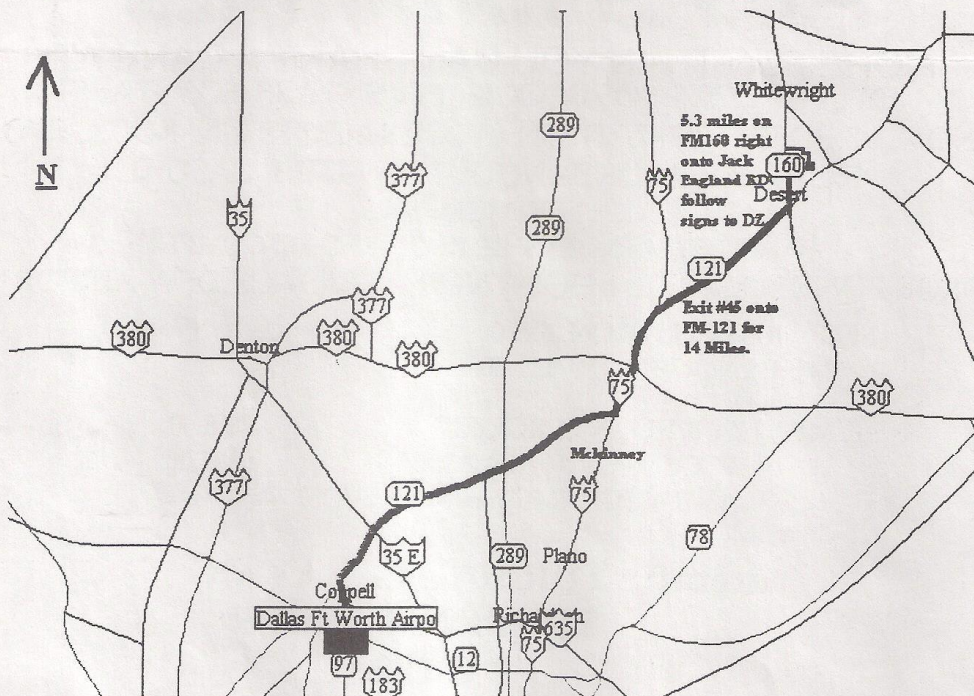 Whitewright
5.3 miles on
FM160 right
onto Jack
England RD
follow
signs to DZ
160
Desert
289
377
75
35
289
121
N
377
Exit #45 onto
FM-121 for
14 Miles.
380
Denton
380
380
75
380
Mckinney
377
121
75
78
35 E
289
Plano
Coppell
Dallas Ft Worth Airpo
635
75
97
12
183